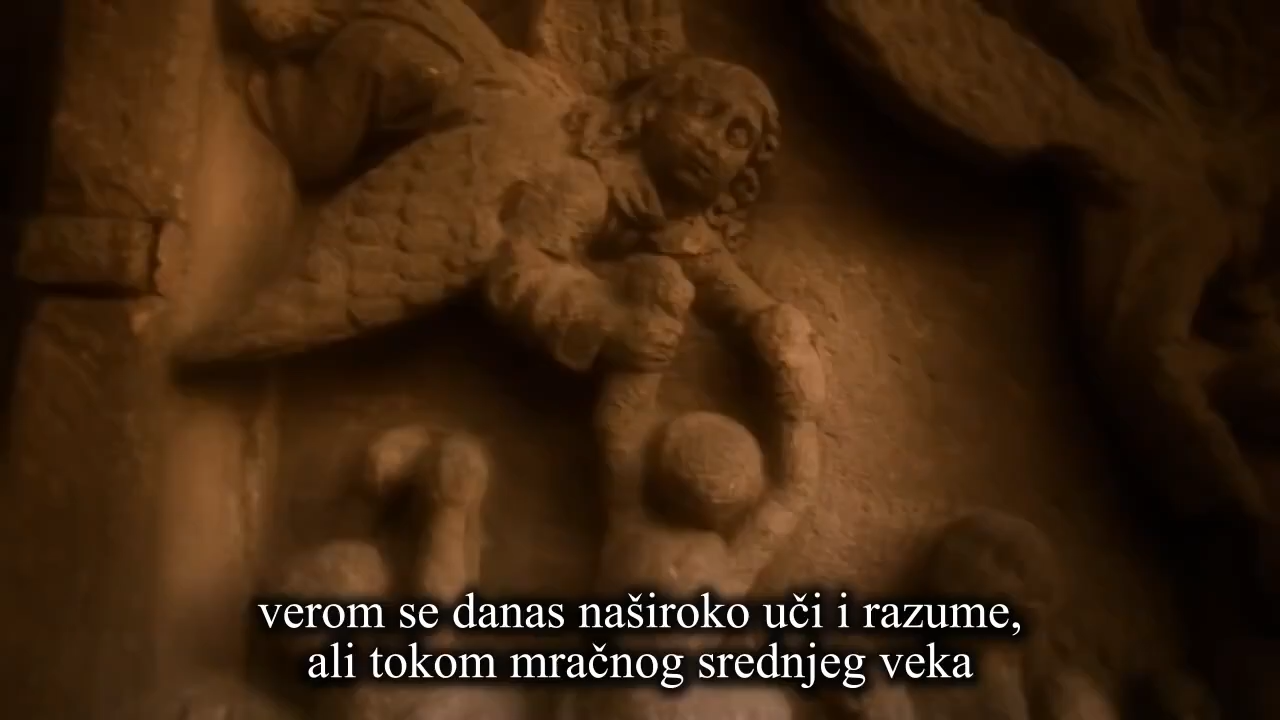 verom se danas naširoko uči i razume,
ali tokom mračnog srednjeg veka